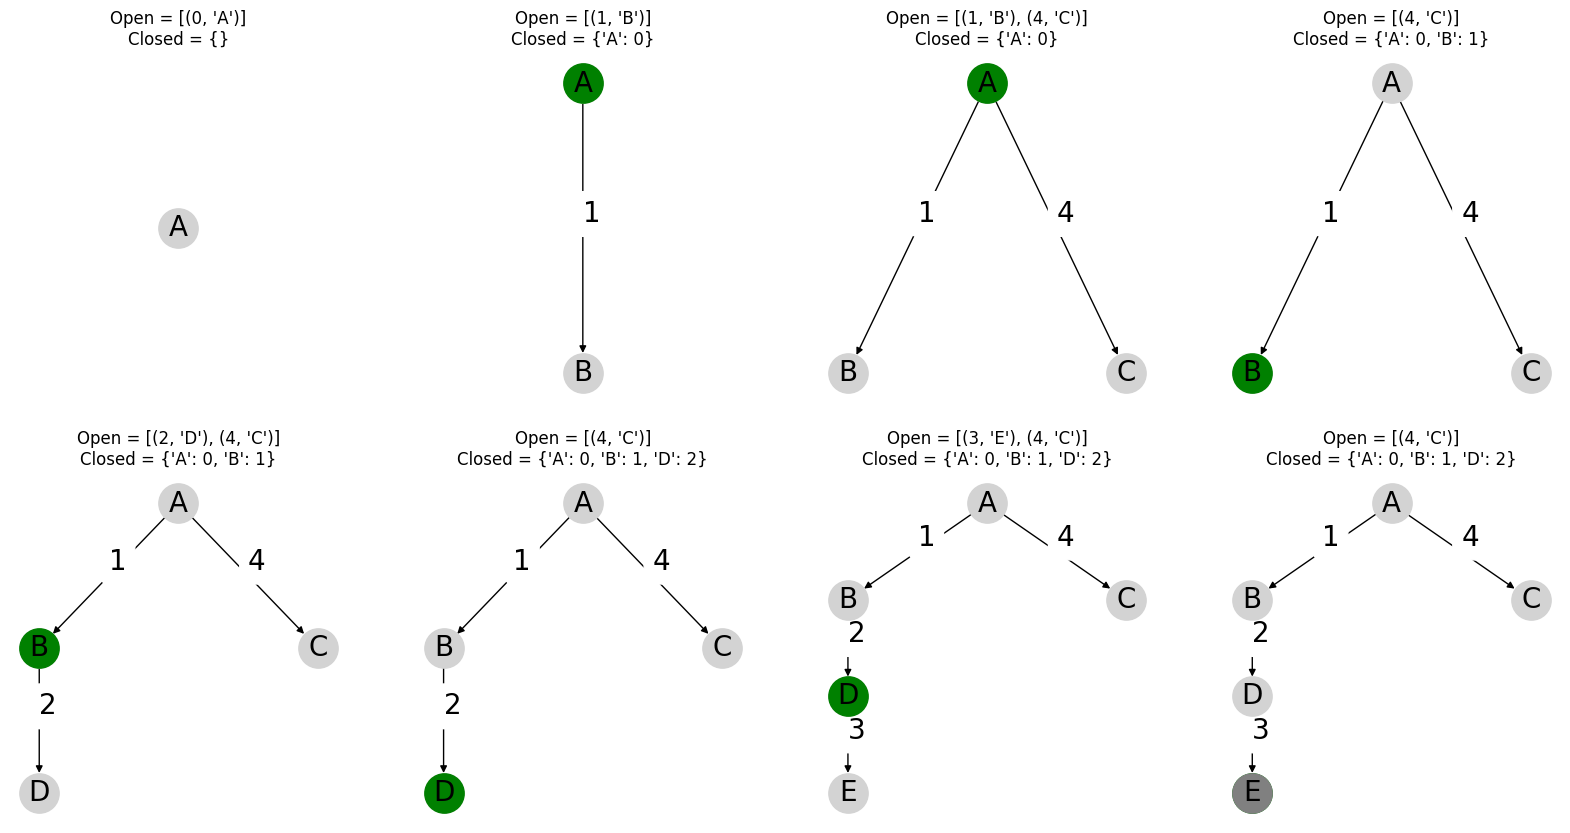 Open = [(0, 'A')]
Closed = {}
A
Open = [(1, 'B')]
Closed = {'A': 0}
A
1
B
Open = [(1, 'B'), (4, 'C')]
Closed = {'A': 0}
A
1 4
B C
Open = [(4, 'C')]
Closed = {'A': 0, 'B': 1}
A
1 4
B C
Open = [(2, 'D'), (4, 'C')]
Closed = {'A': 0, 'B': 1}
A
1 4
B C
2
D
Open = [(4, 'C')]
Closed = {'A': 0, 'B': 1, 'D': 2}
A
1 4
B C
2
D
Open = [(3, 'E'), (4, 'C')]
Closed = {'A': 0, 'B': 1, 'D': 2}
A
1 4
B C
2
D
3
E
Open = [(4, 'C')]
Closed = {'A': 0, 'B': 1, 'D': 2}
A
1 4
B C
2
D
3
E